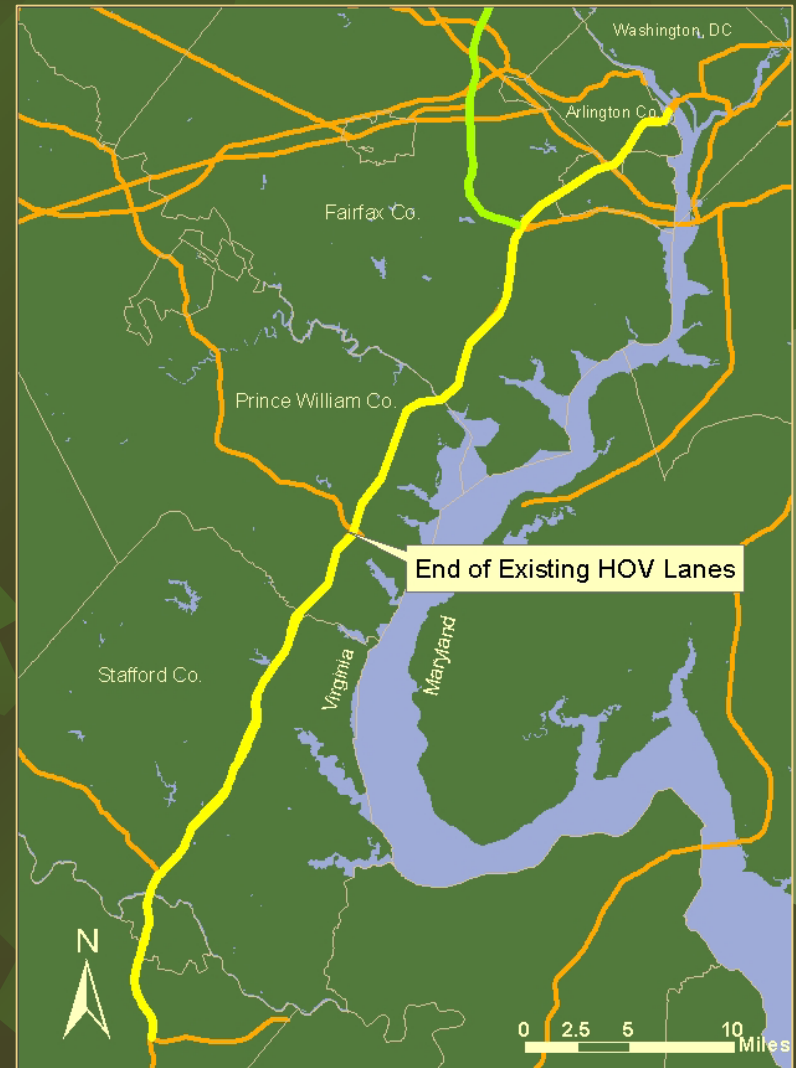 Washington, DC
Arlington Co.
Fairfax Co.
Prince William Co.
End of Existing HOV Lanes
Stafford Co.
Virginia
Maryland
N
0 2.5 5 10
Miles